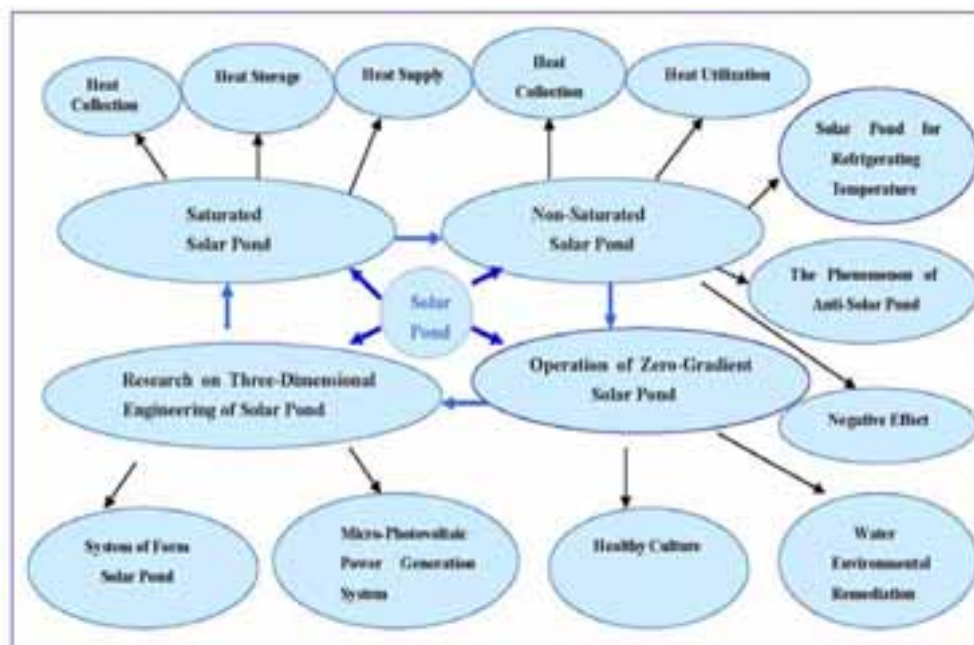 Heat
Collection
Heat Storage
Heat Supply
Heat
Collection
Heat Utilization
Solar Pond for
Refrigerating
Temperature
Saturated
Solar Pond
Non-Saturated
Solar Pond
The Phenomenon of
Anti-Solar Pond
Solar
Pond
Research on Three-Dimensional
Engineering of Solar Pond
Operation of Zero-Gradient
Solar Pond
Negative Effect
System of Form
Solar Pond
Micro-Photovoltaic
Power Generation
System
Healthy Culture
Water
Environmental
Remediation